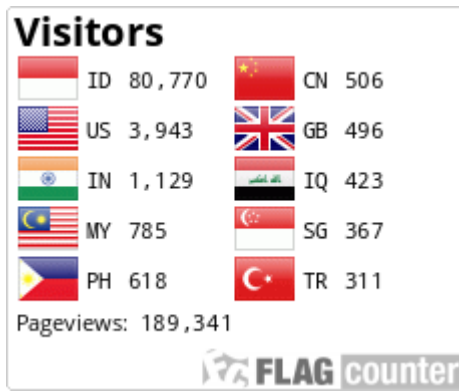 Visitors
ID 80,770 CN 506
US 3,943 GB 496
IN 1,129 IQ 423
MY 785 SG 367
PH 618 TR 311
Pageviews: 189,341
FLAG counter